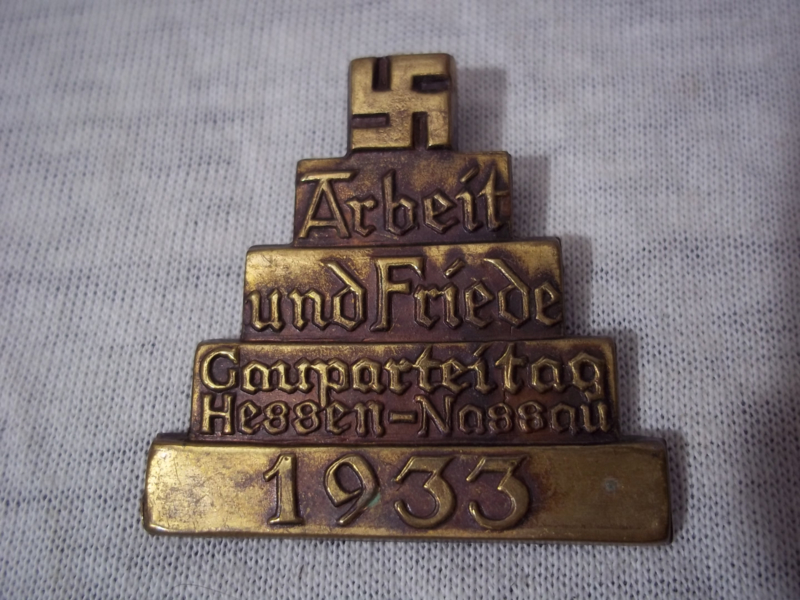 Arbeit
und Friede
Gauparteitag
Hessen-Nassau
1933